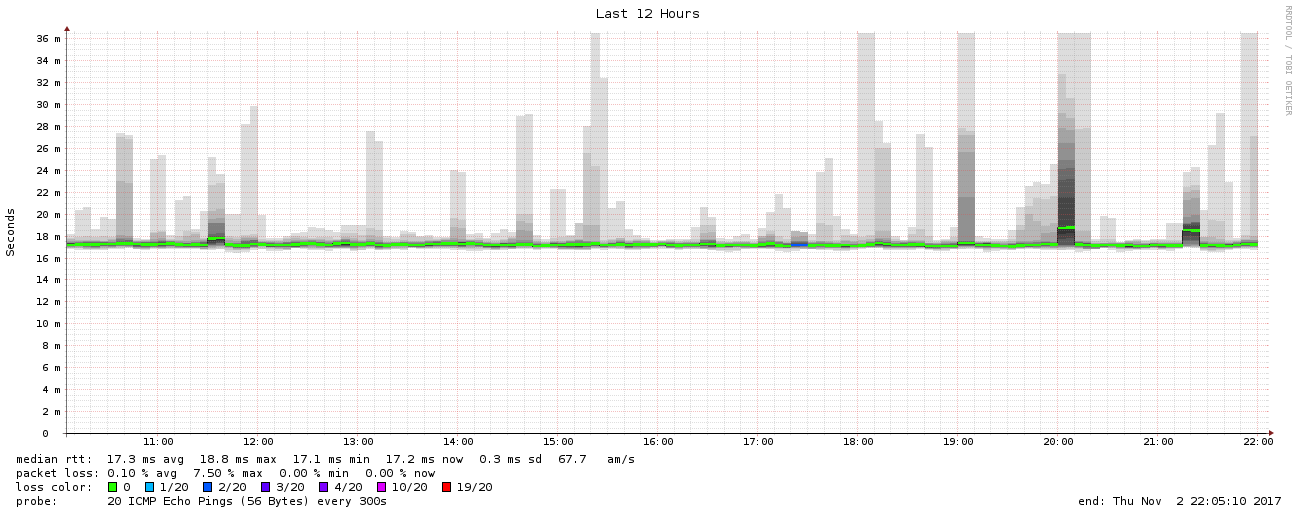 Last 12 Hours
RRDTOOL / TOBI OETIKER
Seconds
36 m
34 m
32 m
30 m
28 m
26 m
24 m
22 m
20 m
18 m
16 m
14 m
12 m
10 m
8 m
6 m
4 m
2 m
0
11:00 12:00 13:00 14:00 15:00 16:00 17:00 18:00 19:00 20:00 21:00 22:00
median rtt: 17.3 ms avg 18.8 ms max 17.1 ms min 17.2 ms now 0.3 ms sd 67.7 am/s
packet loss: 0.10 % avg 7.50 % max 0.00 % min 0.00 % now
loss color: 0 1/20 2/20 3/20 4/20 10/20 19/20
probe: 20 ICMP Echo Pings (56 Bytes) every 300s end: Thu Nov 2 22:05:10 2017